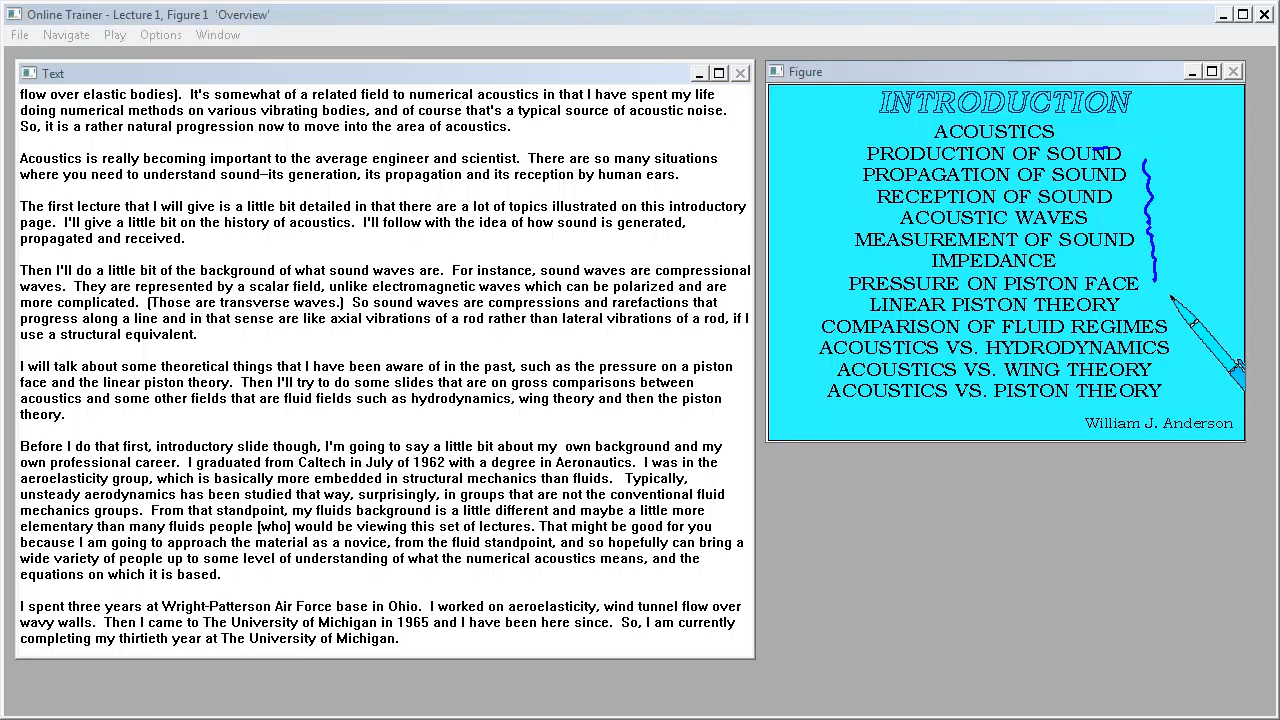 Online Trainer - Lecture 1, Figure 1 'Overview'
File Navigate Play Options Window
Text
flow over elastic bodies). It's somewhat of a related field to numerical acoustics in that I have spent my life
doing numerical methods on various vibrating bodies, and of course that's a typical source of acoustic noise.
So, it is a rather natural progression now to move into the area of acoustics.
Acoustics is really becoming important to the average engineer and scientist. There are so many situations
where you need to understand sound--its generation, its propagation and its reception by human ears.
The first lecture that I will give is a little bit detailed in that there are a lot of topics illustrated on this introductory
page. I'll give a little bit on the history of acoustics. I'll follow with the idea of how sound is generated,
propagated and received.
Then I'll do a little bit of the background of what sound waves are. For instance, sound waves are compressional
waves. They are represented by a scalar field, unlike electromagnetic waves which can be polarized and are
more complicated. (Those are transverse waves.) So sound waves are compressions and rarefactions that
progress along a line and in that sense are like axial vibrations of a rod rather than lateral vibrations of a rod, if I
use a structural equivalent.
I will talk about some theoretical things that I have been aware of in the past, such as the pressure on a piston
face and the linear piston theory. Then I'll try to do some slides that are on gross comparisons between
acoustics and some other fields that are fluid fields such as hydrodynamics, wing theory and then the piston
theory.
Before I do that first, introductory slide though, I'm going to say a little bit about my own background and my
own professional career. I graduated from Caltech in July of 1962 with a degree in Aeronautics. I was in the
aeroelasticity group, which is basically more embedded in structural mechanics than fluids. Typically,
unsteady aerodynamics has been studied that way, surprisingly, in groups that are not the conventional fluid
mechanics groups. From that standpoint, my fluids background is a little different and maybe a little more
elementary than many fluids people [who] would be viewing this set of lectures. That might be good for you
because I am going to approach the material as a novice, from the fluid standpoint, and so hopefully can bring a
wide variety of people up to some level of understanding of what the numerical acoustics means, and the
equations on which it is based.
I spent three years at Wright-Patterson Air Force base in Ohio. I worked on aeroelasticity, wind tunnel flow over
wavy walls. Then I came to The University of Michigan in 1965 and I have been here since. So, I am currently
completing my thirtieth year at The University of Michigan.
Figure
INTRODUCTION
ACOUSTICS
PRODUCTION OF SOUND
PROPAGATION OF SOUND
RECEPTION OF SOUND
ACOUSTIC WAVES
MEASUREMENT OF SOUND
IMPEDANCE
PRESSURE ON PISTON FACE
LINEAR PISTON THEORY
COMPARISON OF FLUID REGIMES
ACOUSTICS VS. HYDRODYNAMICS
ACOUSTICS VS. WING THEORY
ACOUSTICS VS. PISTON THEORY
William J. Anderson